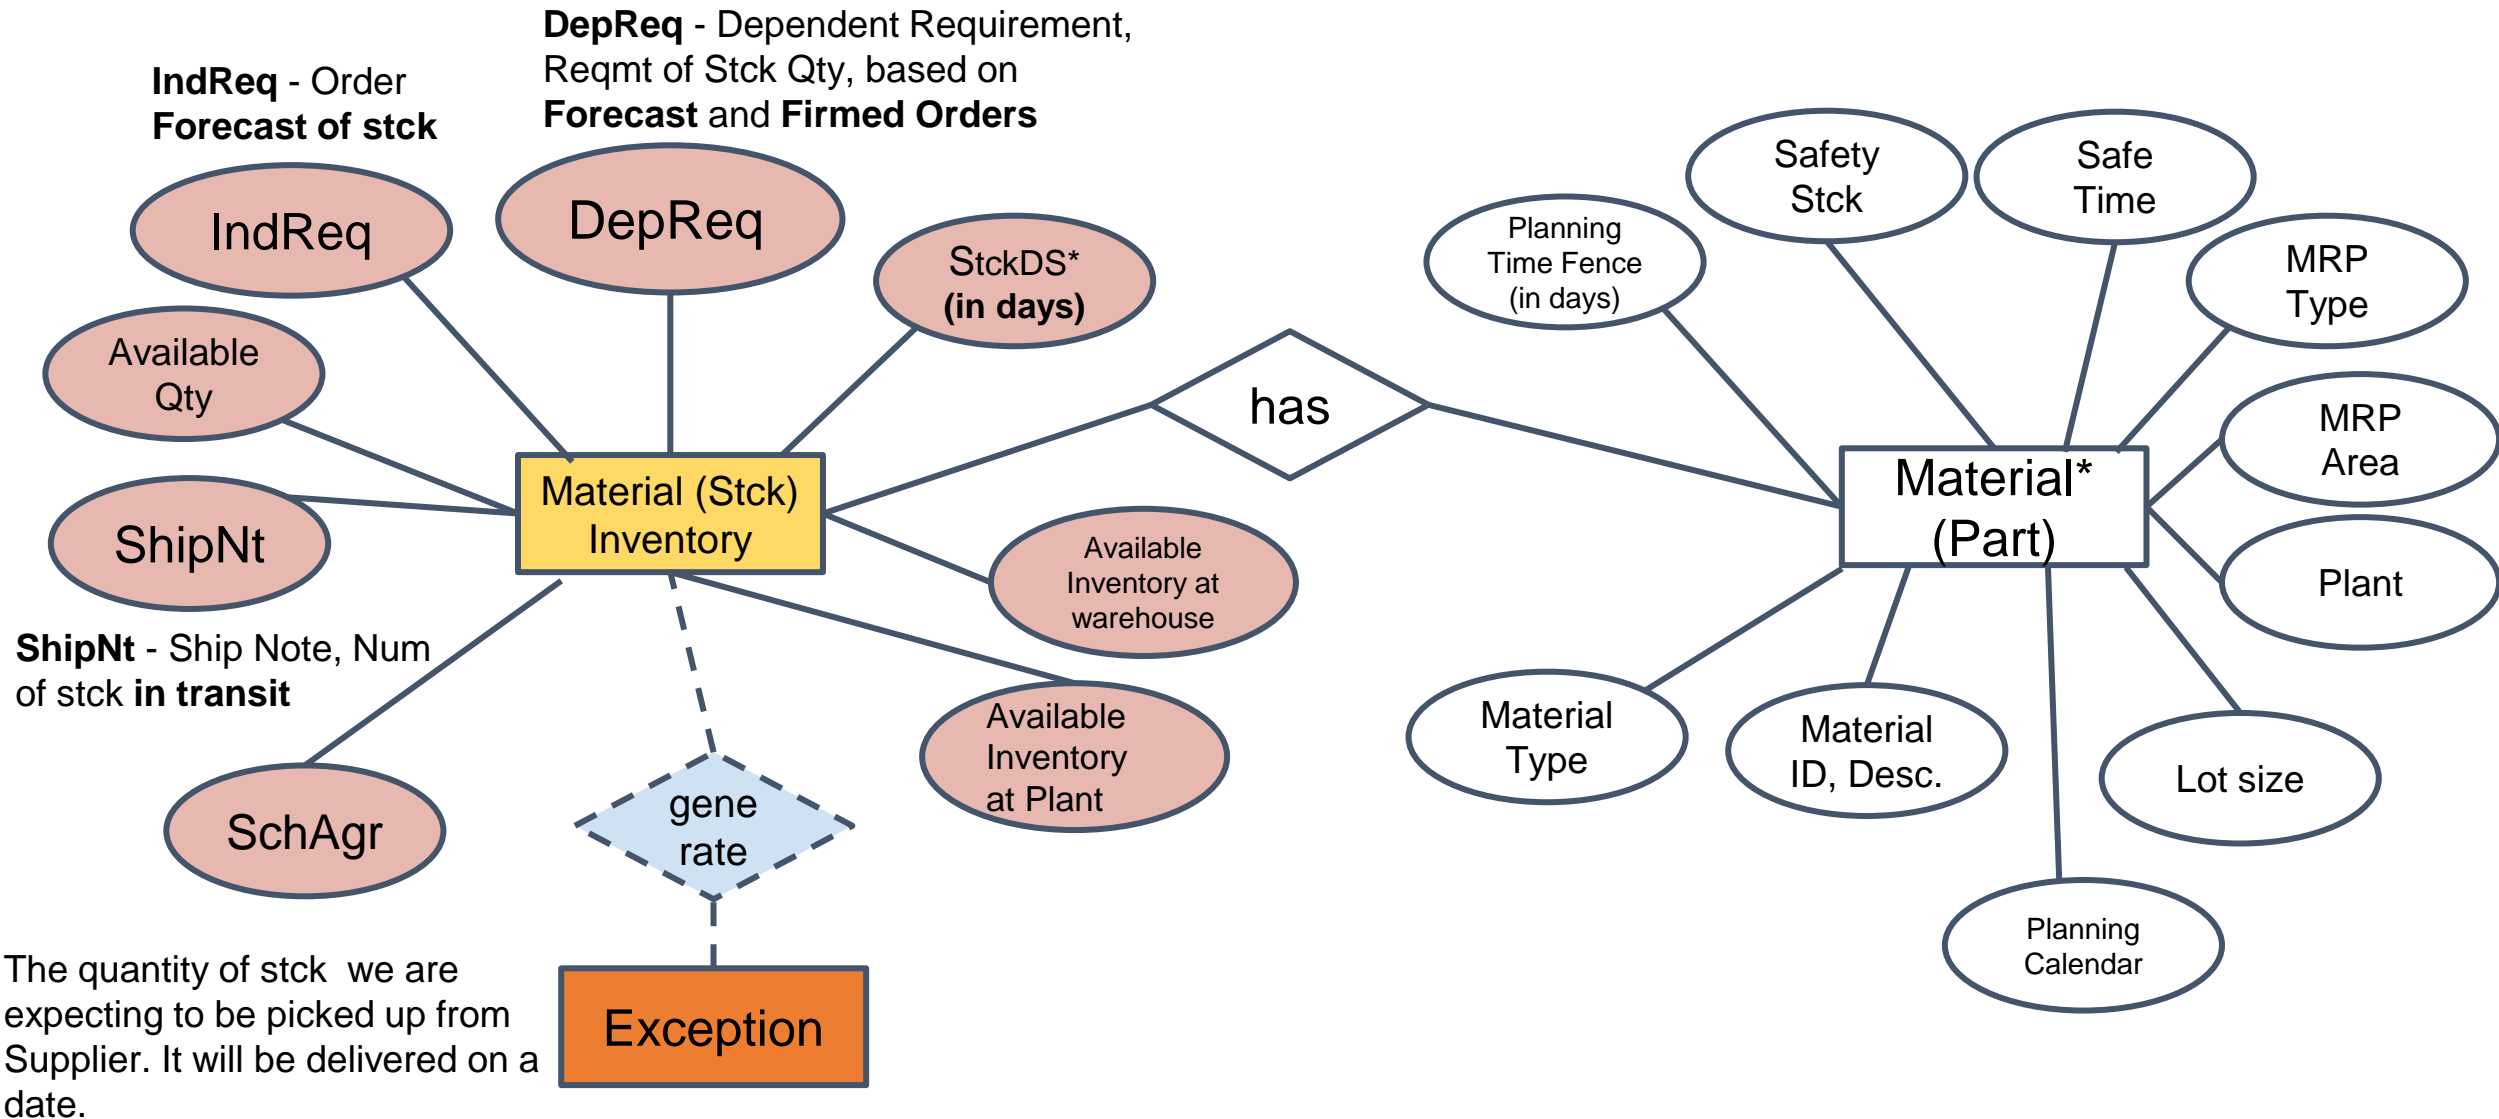 DepReq - Dependent Requirement,
Reqmt of Stck Qty, based on
Forecast and Firmed Orders
IndReq - Order
Forecast of stck
IndReq
DepReq
StckDS*
(in days)
Available
Qty
ShipNt
ShipNt - Ship Note, Num
of stck in transit
SchAgr
The quantity of stck  we are
expecting to be picked up from
Supplier. It will be delivered on a
date.
Material (Stck)
Inventory
has
Available
Inventory at
warehouse
Available
Inventory
at Plant
gene
rate
Exception
Planning
Time Fence
(in days)
Safety
Stck
Safe
Time
MRP
Type
MRP
Area
Plant
Material*
(Part)
Material
Type
Material
ID, Desc.
Lot size
Planning
Calendar